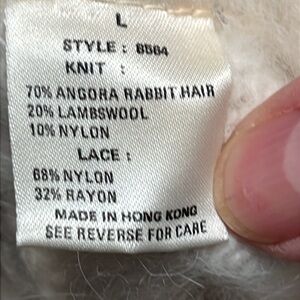 L
STYLE : 8564
KNIT :
70% ANGORA RABBIT HAIR
20% LAMBSWOOL
10% NYLON
LACE :
68% NYLON
32% RAYON
MADE IN HONG KONG
SEE REVERSE FOR CARE